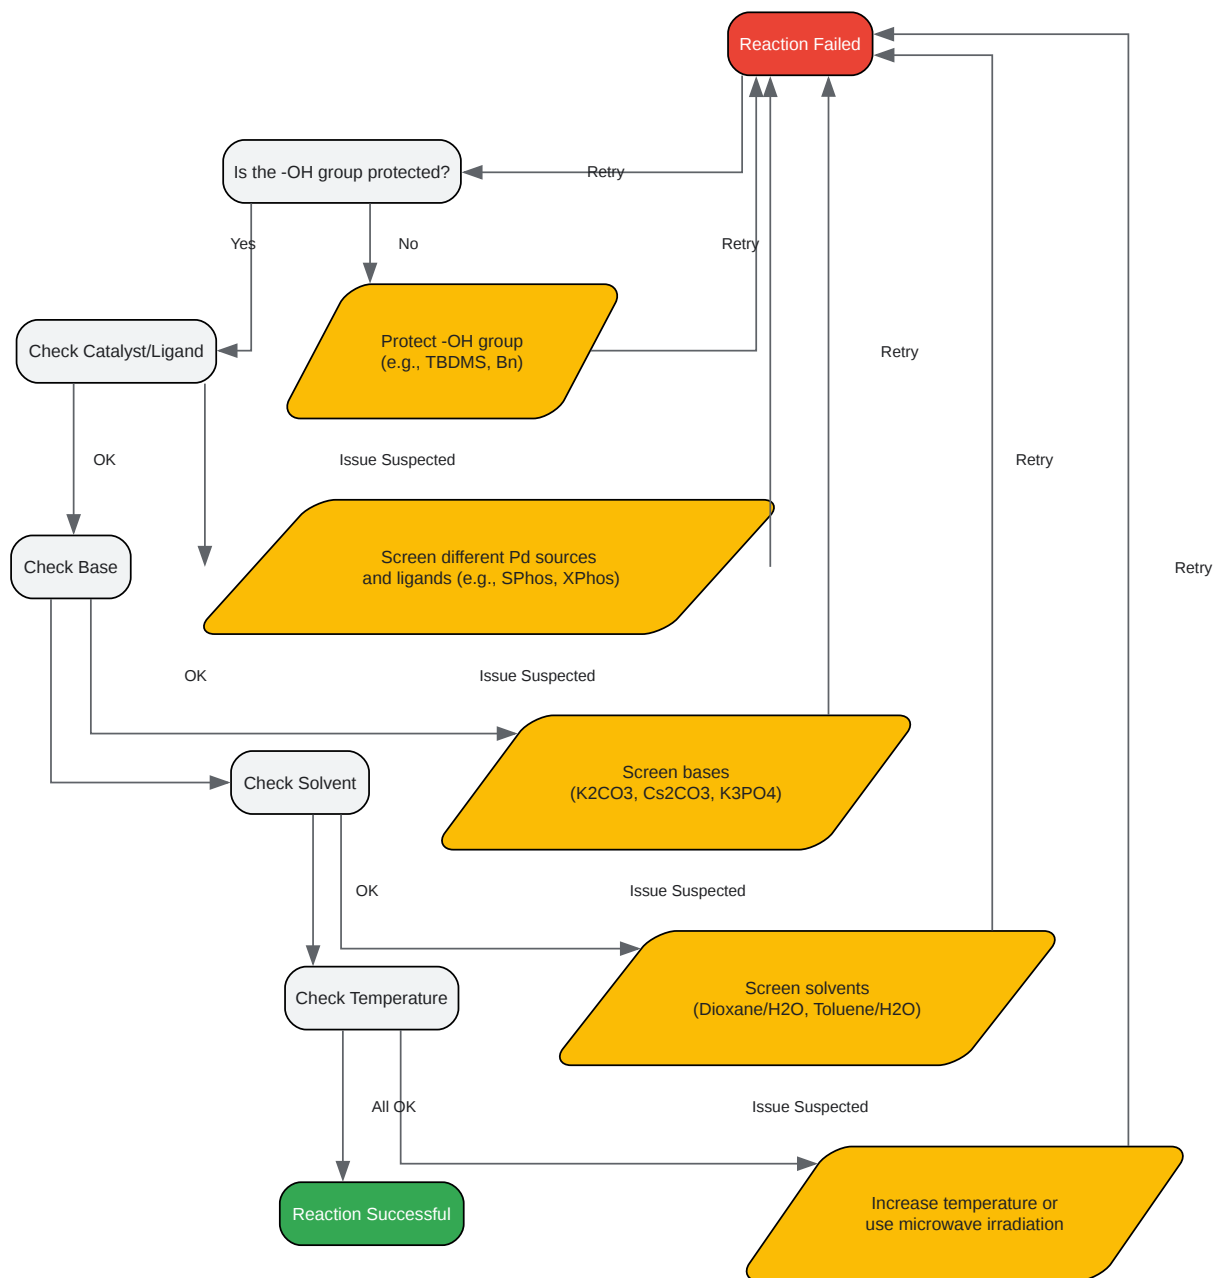 Reaction Failed
Is the -OH group protected?
Retry
Yes
No
Retry
Protect -OH group
(e.g., TBDMS, Bn)
Check Catalyst/Ligand
Retry
OK
Issue Suspected
Retry
Check Base
Screen different Pd sources
and ligands (e.g., SPhos, XPhos)
Retry
OK
Issue Suspected
Check Solvent
Screen bases
(K2CO3, Cs2CO3, K3PO4)
OK
Issue Suspected
Check Temperature
Screen solvents
(Dioxane/H2O, Toluene/H2O)
All OK
Issue Suspected
Reaction Successful
Increase temperature or
use microwave irradiation